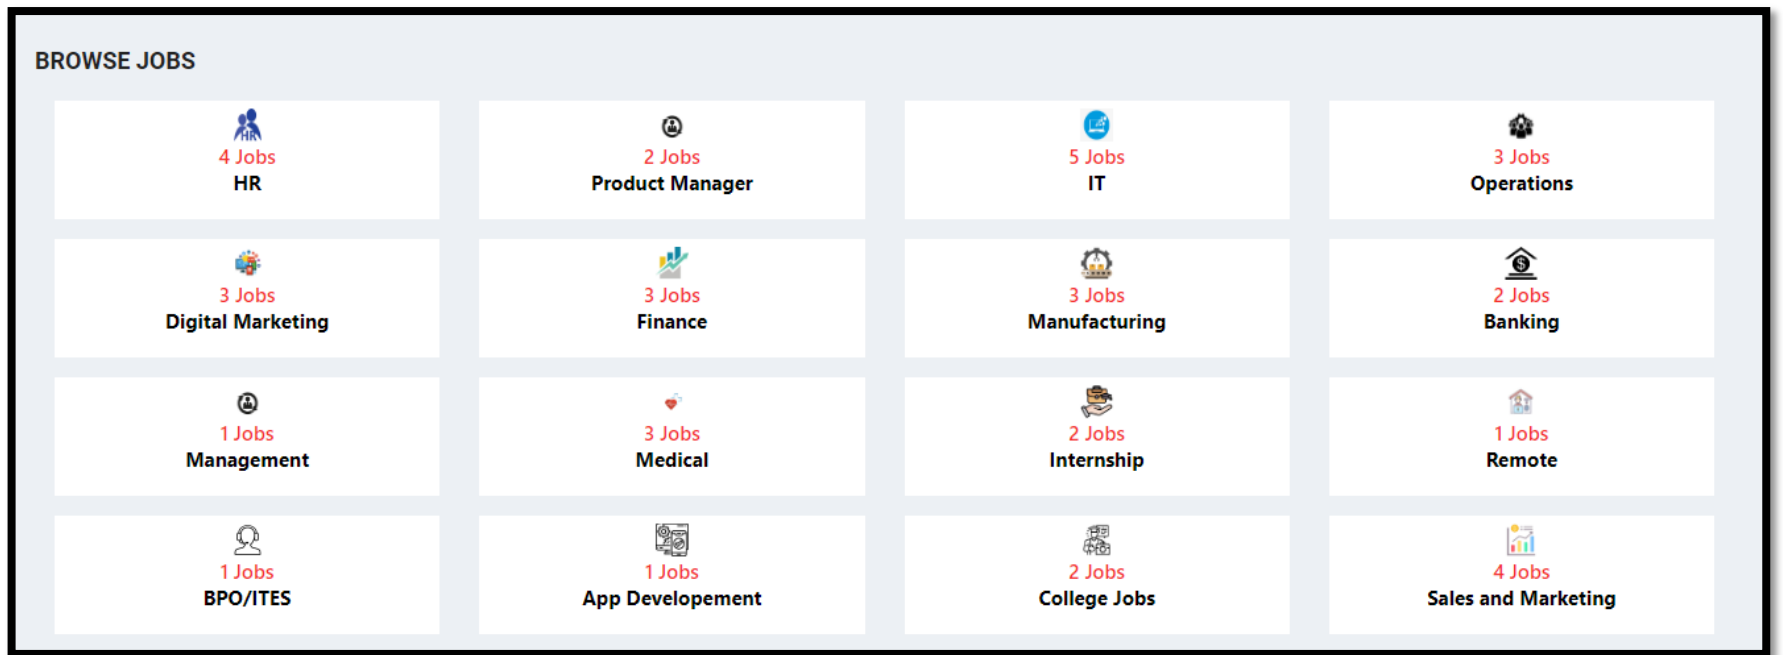 BROWSE JOBS
HR
4 Jobs
HR
2 Jobs
Product Manager
5 Jobs
IT
3 Jobs
Operations
3 Jobs
Digital Marketing
3 Jobs
Finance
3 Jobs
Manufacturing
2 Jobs
Banking
1 Jobs
Management
3 Jobs
Medical
2 Jobs
Internship
1 Jobs
Remote
1 Jobs
BPO/ITES
1 Jobs
App Developement
2 Jobs
College Jobs
4 Jobs
Sales and Marketing